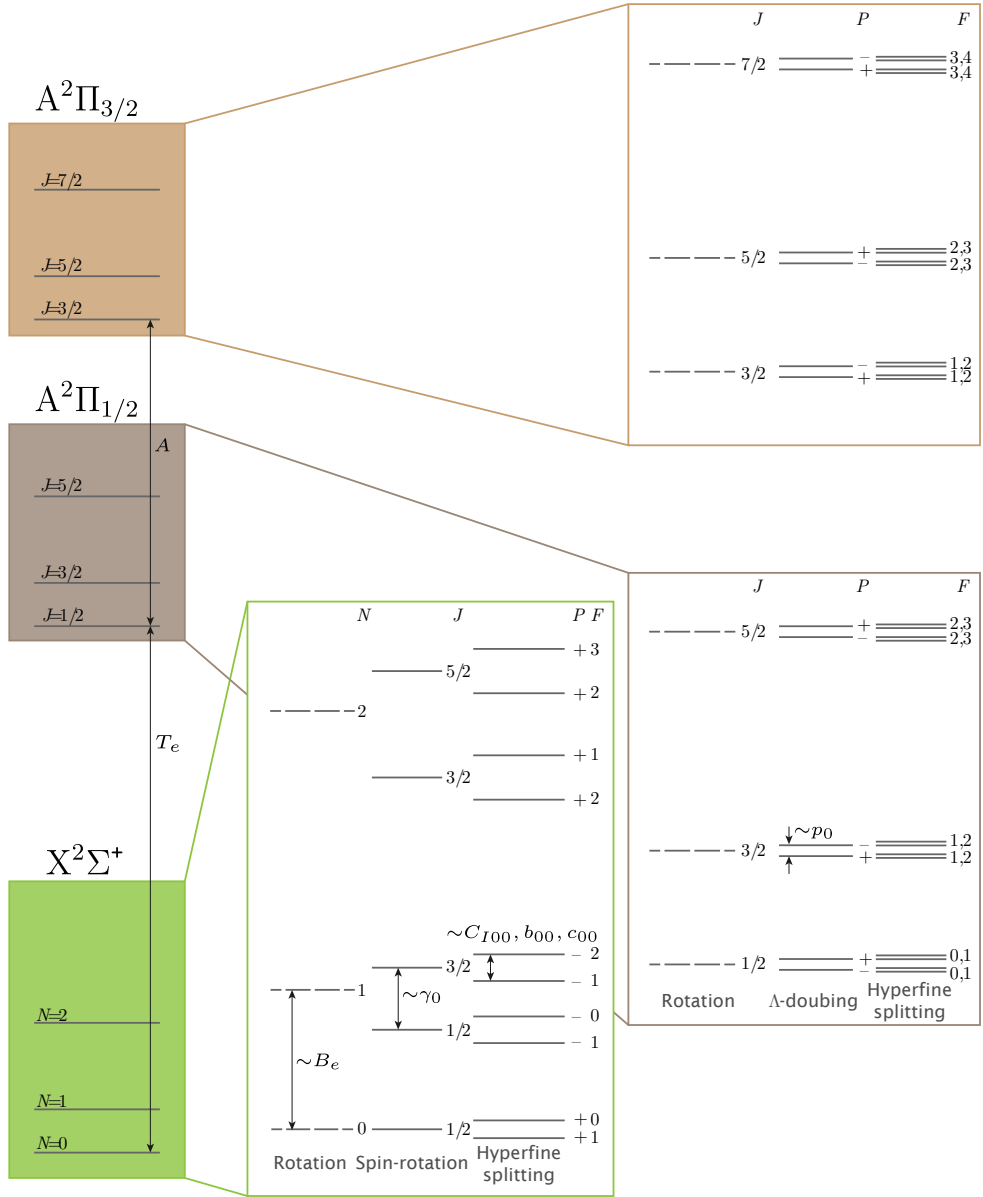 J P F
7/2 – 3,4
+ 3,4
A²Π₃/₂
J=7/2
J=5/2
J=3/2
5/2 + 2,3
– 2,3
3/2 – 1,2
+ 1,2
A²Π₁/₂
A
J=5/2
J=3/2
J=1/2
J P F
5/2 + 2,3
– 2,3
3/2 – 1,2
+ 1,2
~p₀
1/2 + 0,1
– 0,1
Rotation Λ-doubing Hyperfine
splitting
Tₑ
N J P F
+ 3
5/2
+ 2
2
+ 1
3/2
+ 2
~C_I00, b₀₀, c₀₀
– 2
3/2
– 1
1
~γ₀
– 0
1/2
– 1
~Bₑ
+ 0
0 1/2
+ 1
Rotation Spin-rotation Hyperfine
splitting
X²Σ⁺
N=2
N=1
N=0